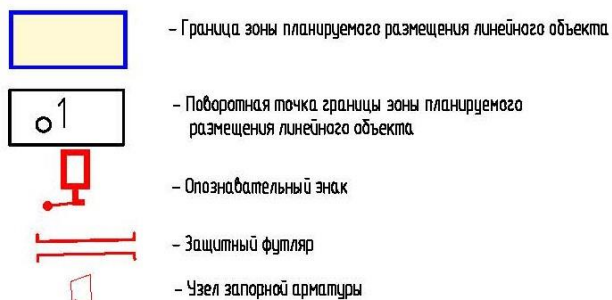 – Граница зоны планируемого размещения линейного объекта
1
– Поворотная точка границы зоны планируемого
размещения линейного объекта
– Опознавательный знак
– Защитный футляр
– Узел запорной арматуры